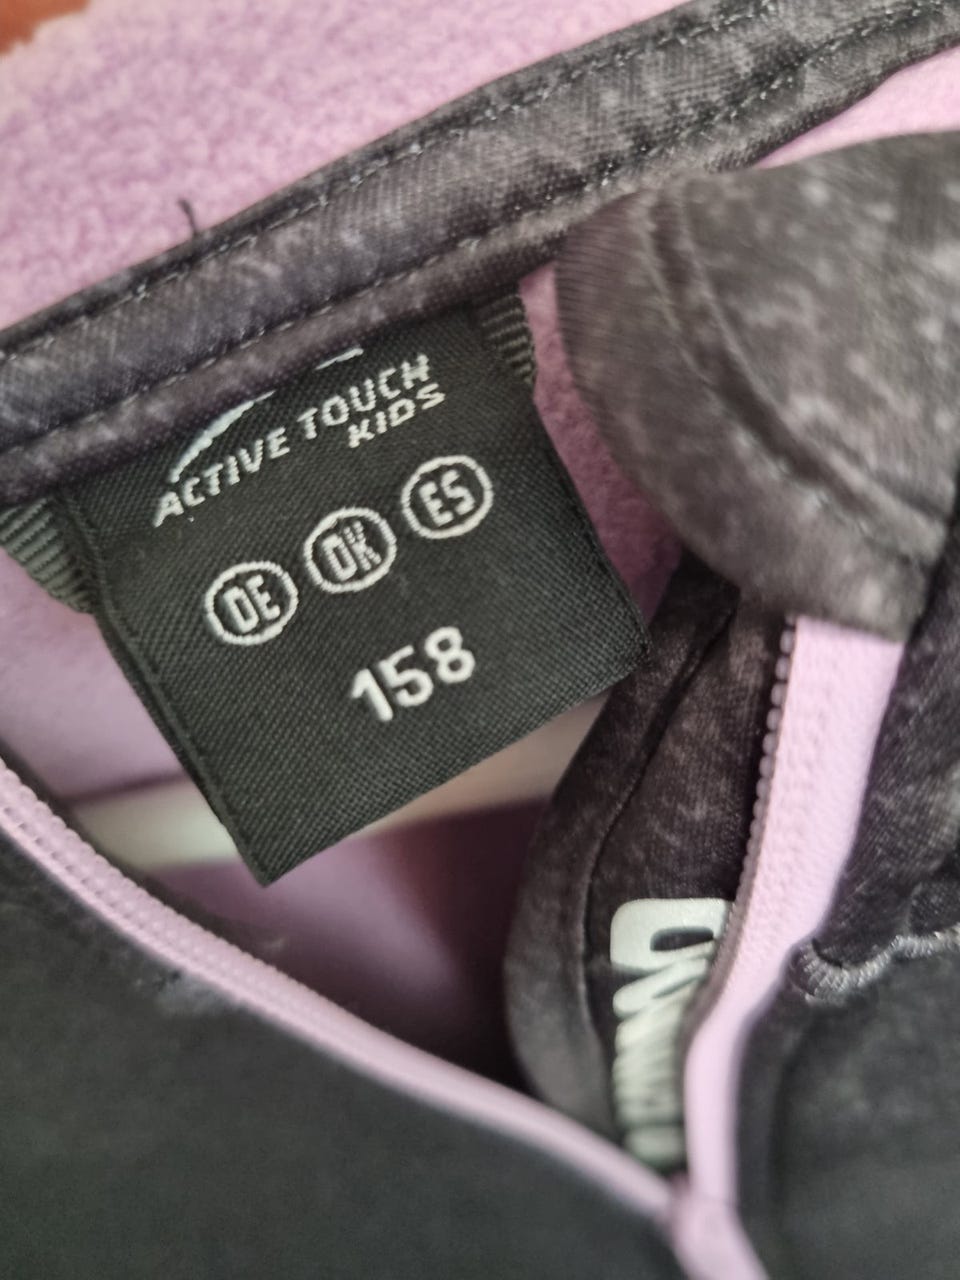 ACTIVE TOUCH
KIDS
DE DK ES
158